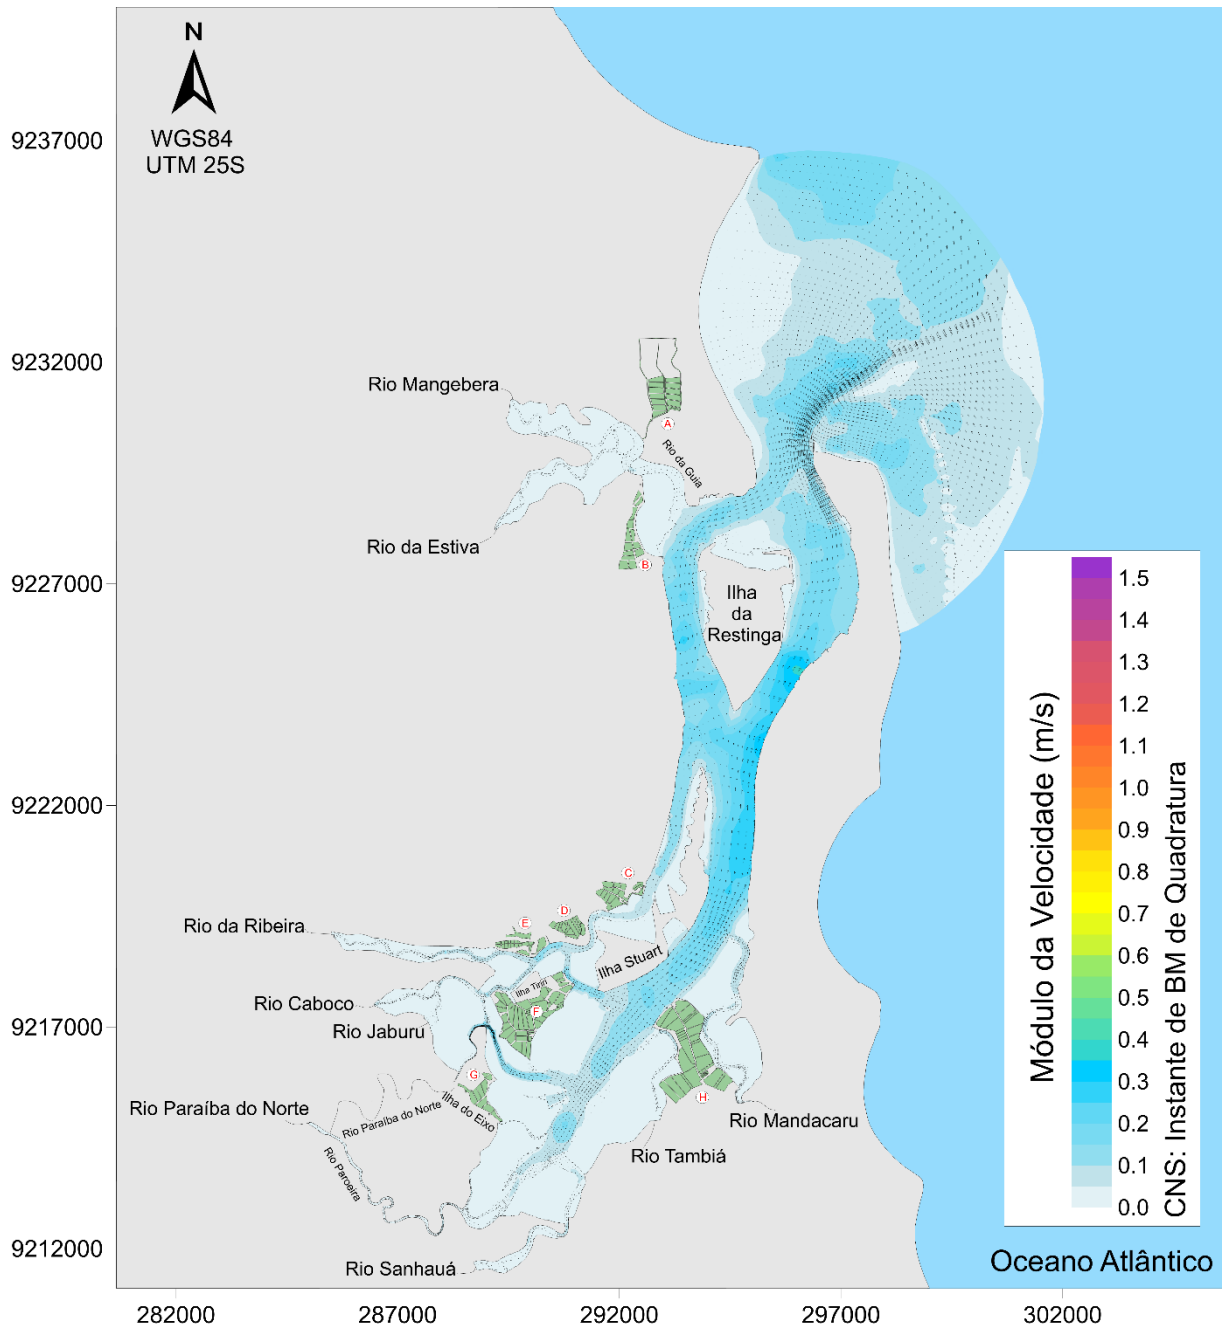 N
WGS84
UTM 25S
9237000
9232000
9227000
9222000
9217000
9212000
282000
287000
292000
297000
302000
Rio Mangebera
A
Rio da Guia
Rio da Estiva
B
Ilha
da
Restinga
C
D
E
Rio da Ribeira
Ilha Stuart
Ilha Tiriri
Rio Caboco
F
Rio Jaburu
G
Rio Paraíba do Norte
Rio Paraíba do Norte
Ilha do Eixo
H
Rio Mandacaru
Rio Tambiá
Rio Paroeira
Rio Sanhauá
Oceano Atlântico
Módulo da Velocidade (m/s)
CNS: Instante de BM de Quadratura
1.5
1.4
1.3
1.2
1.1
1.0
0.9
0.8
0.7
0.6
0.5
0.4
0.3
0.2
0.1
0.0